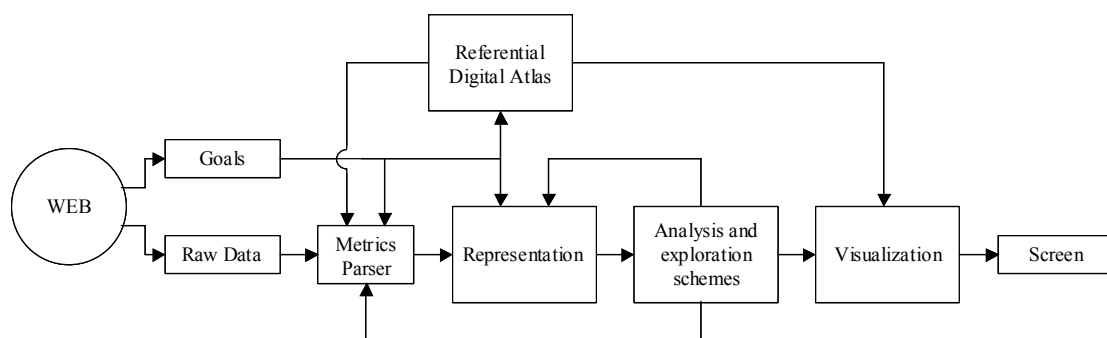 Referential
Digital Atlas
Goals
WEB
Raw Data
Metrics
Parser
Representation
Analysis and
exploration
schemes
Visualization
Screen